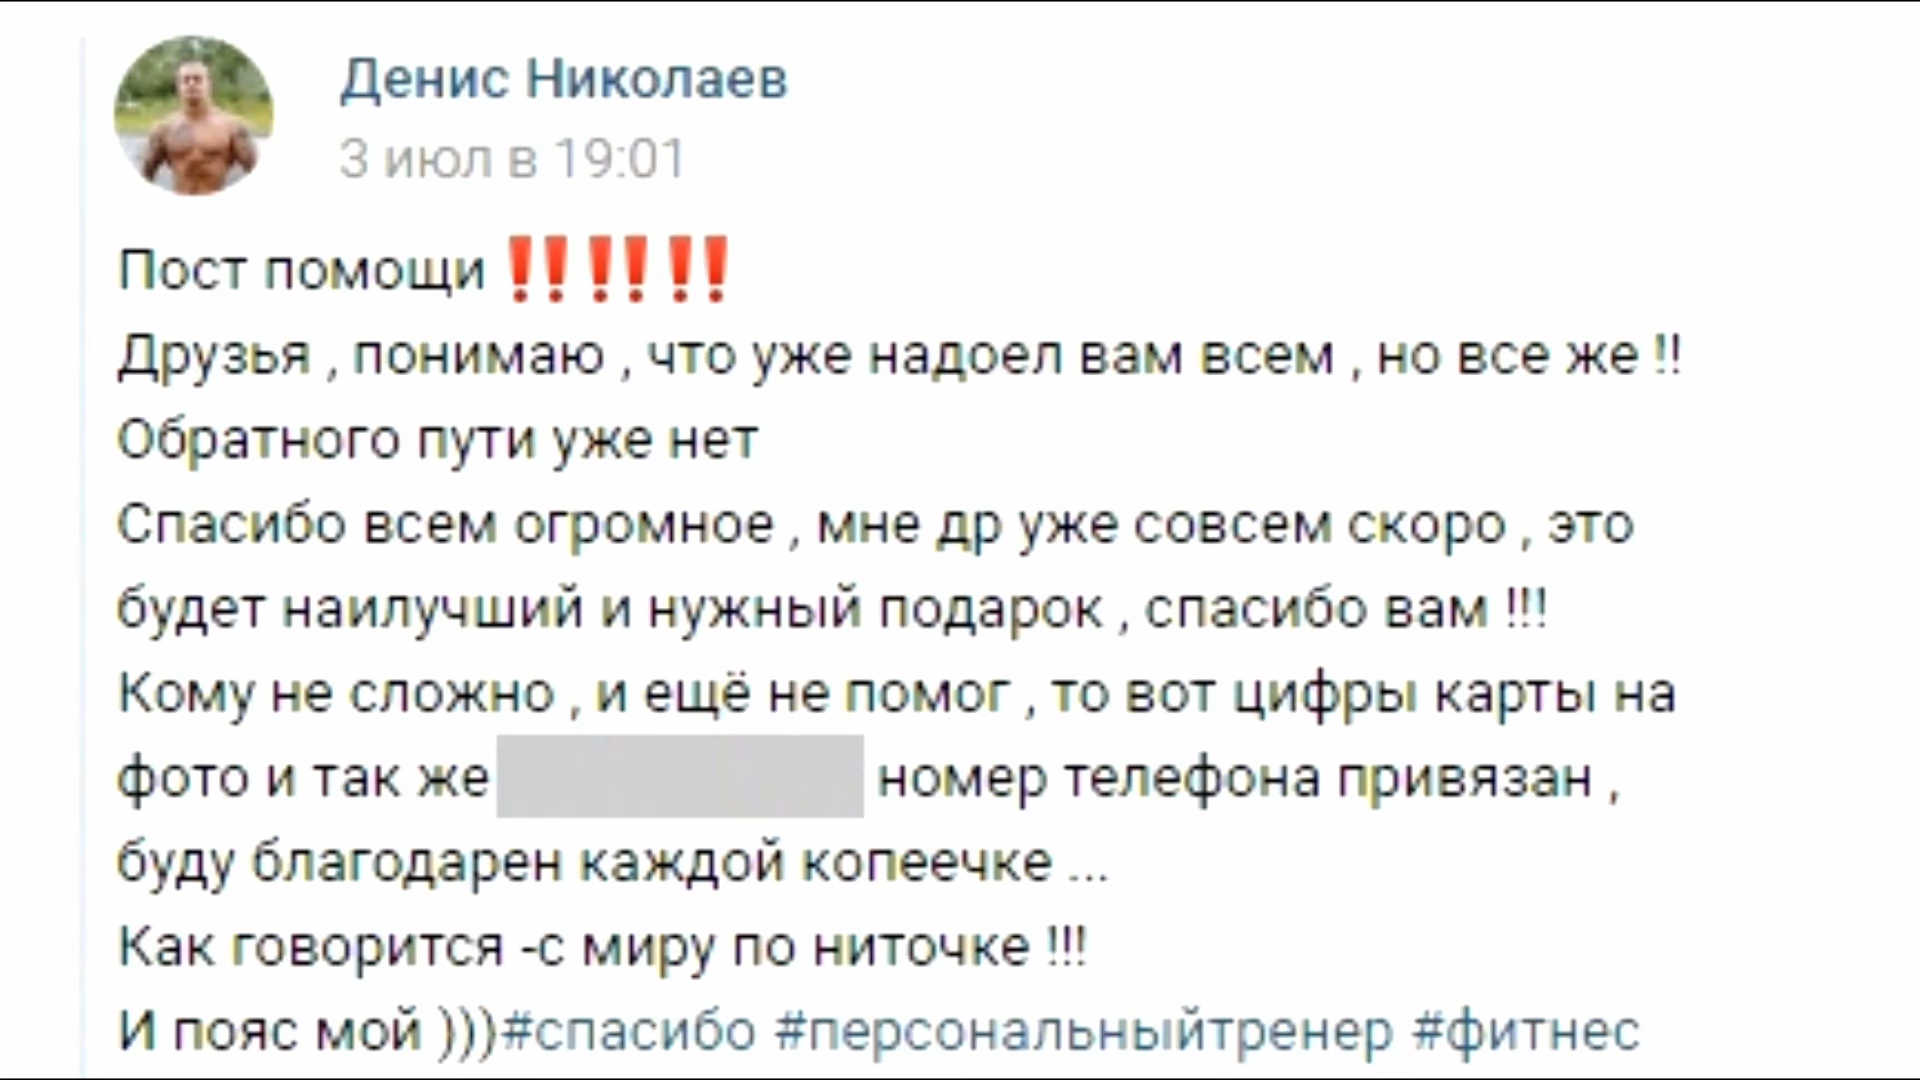 Денис Николаев
3 июл в 19:01
Пост помощи ‼️‼️‼️
Друзья , понимаю , что уже надоел вам всем , но все же !!
Обратного пути уже нет
Спасибо всем огромное , мне др уже совсем скоро , это
будет наилучший и нужный подарок , спасибо вам !!!
Кому не сложно , и ещё не помог , то вот цифры карты на
фото и так же номер телефона привязан ,
буду благодарен каждой копеечке ...
Как говорится -с миру по ниточке !!!
И пояс мой )))#спасибо #персональныйтренер #фитнес